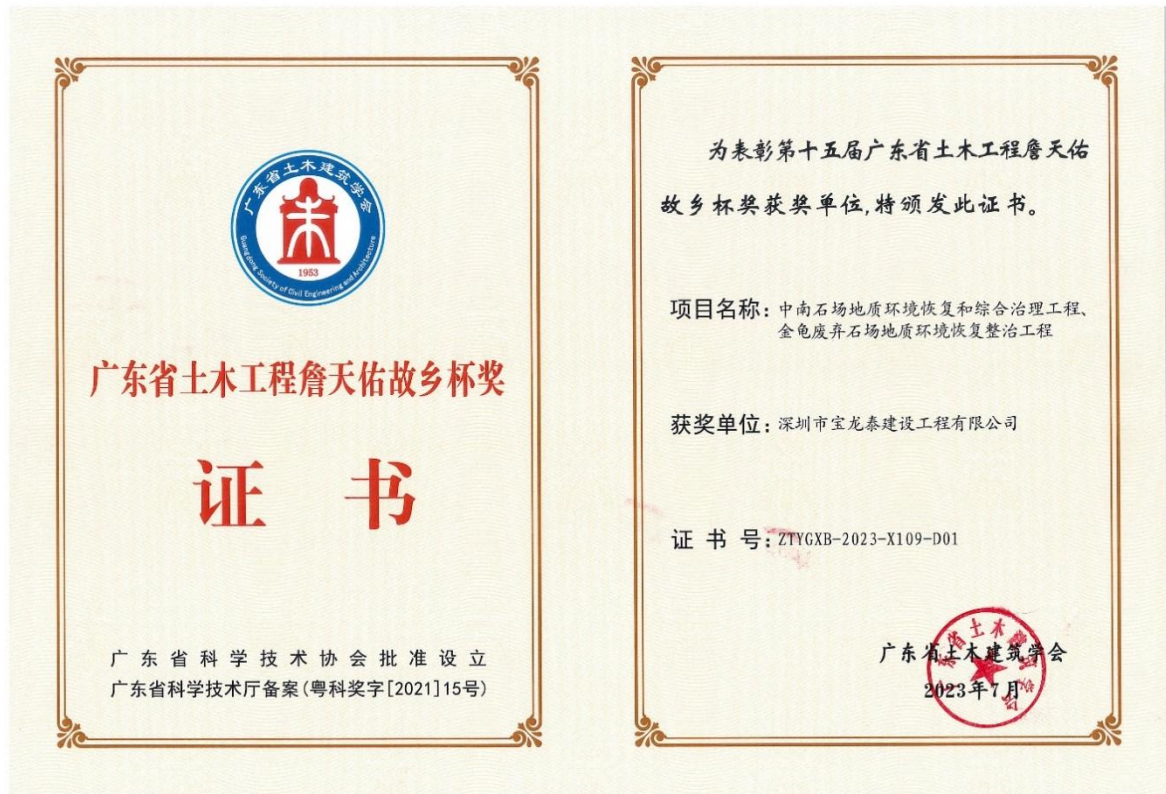 广东省土木建筑学会
1953
Guangdong Society of Civil Engineering and Architecture
广东省土木工程詹天佑故乡杯奖
证 书
广东省科学技术协会批准设立
广东省科学技术厅备案(粤科奖字[2021]15号)
为表彰第十五届广东省土木工程詹天佑
故乡杯奖获奖单位,特颁发此证书。
项目名称:中南石场地质环境恢复和综合治理工程、
金龟废弃石场地质环境恢复整治工程
获奖单位:深圳市宝龙泰建设工程有限公司
证 书 号:ZTYGXB-2023-X109-D01
广东省土木建筑学会
2023年7月
广东省土木建筑学会